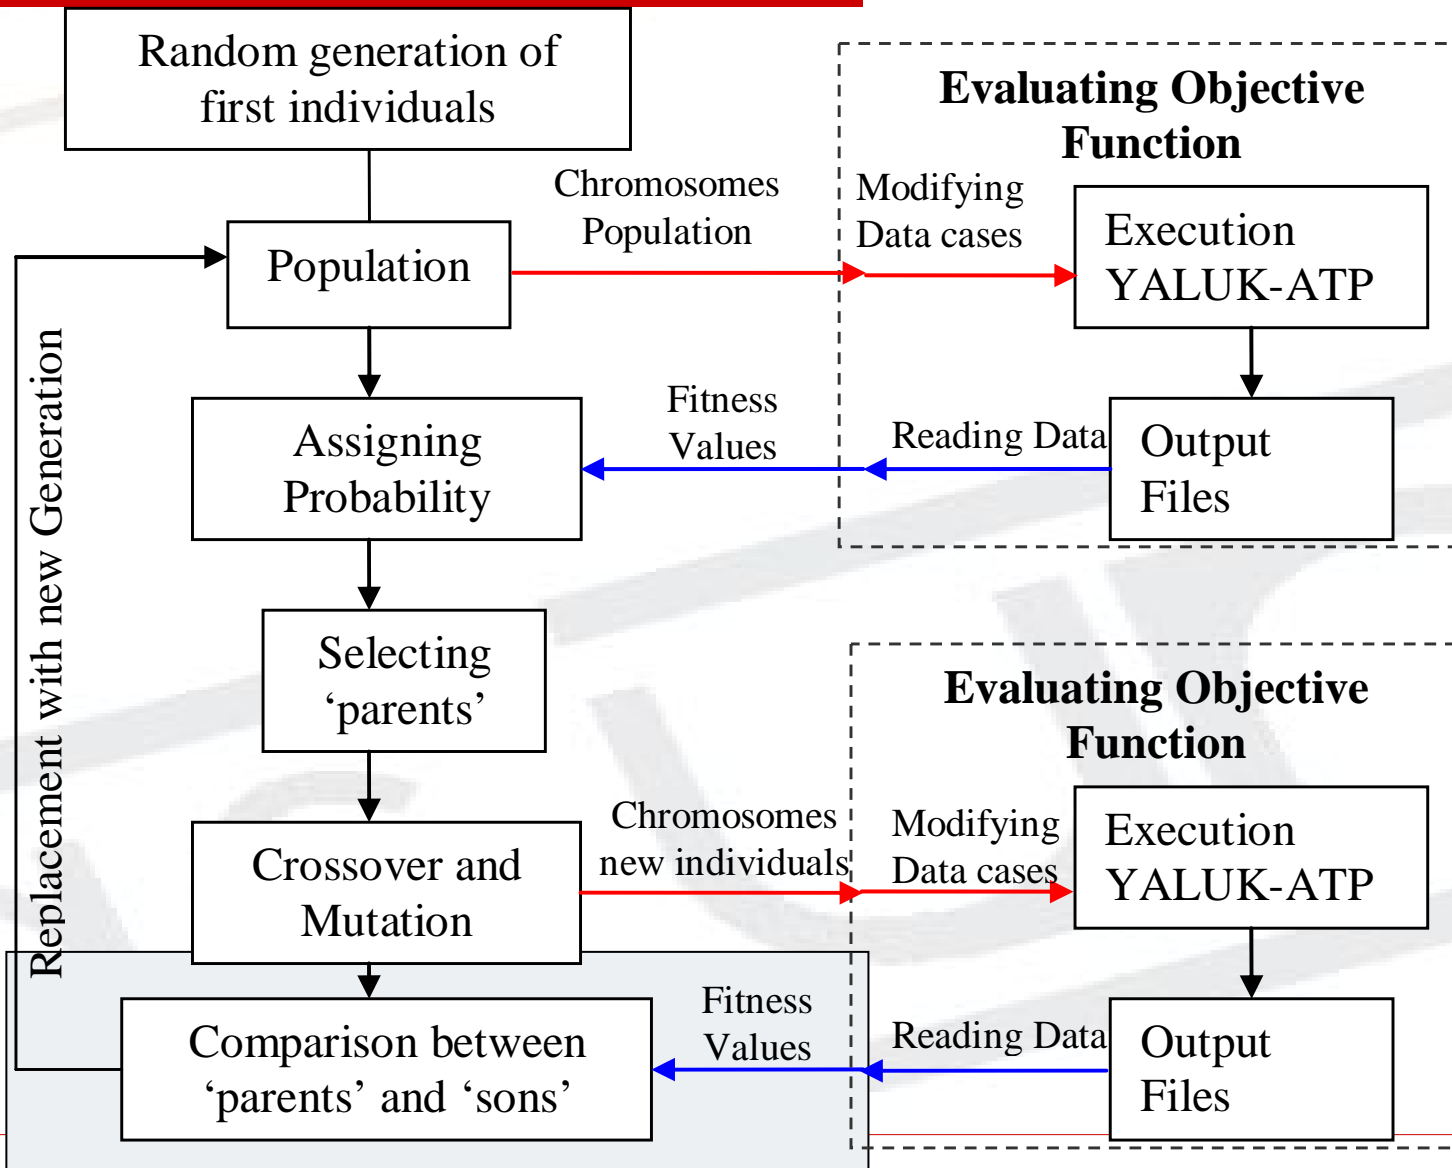 Random generation of
first individuals
Evaluating Objective
Function
Chromosomes
Population
Modifying
Data cases
Execution
YALUK-ATP
Population
Fitness
Values
Reading Data
Output
Files
Assigning
Probability
Replacement with new Generation
Selecting
‘parents’
Evaluating Objective
Function
Chromosomes
new individuals
Modifying
Data cases
Execution
YALUK-ATP
Crossover and
Mutation
Fitness
Values
Reading Data
Output
Files
Comparison between
‘parents’ and ‘sons’